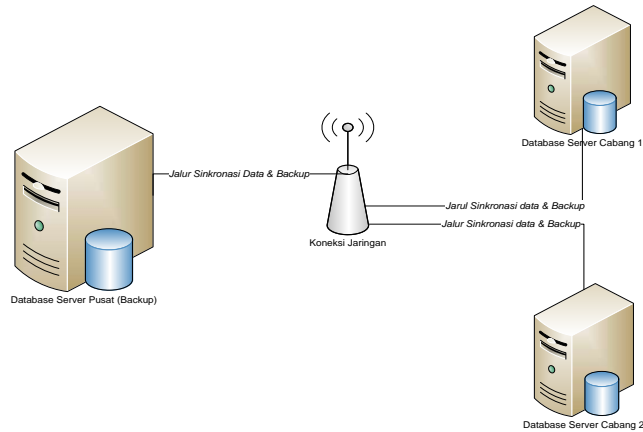 Database Server Cabang 1
Jalur Sinkronasi Data & Backup
Jarul Sinkronasi data & Backup
Jalur Sinkronasi data & Backup
Koneksi Jaringan
Database Server Pusat (Backup)
Database Server Cabang 2